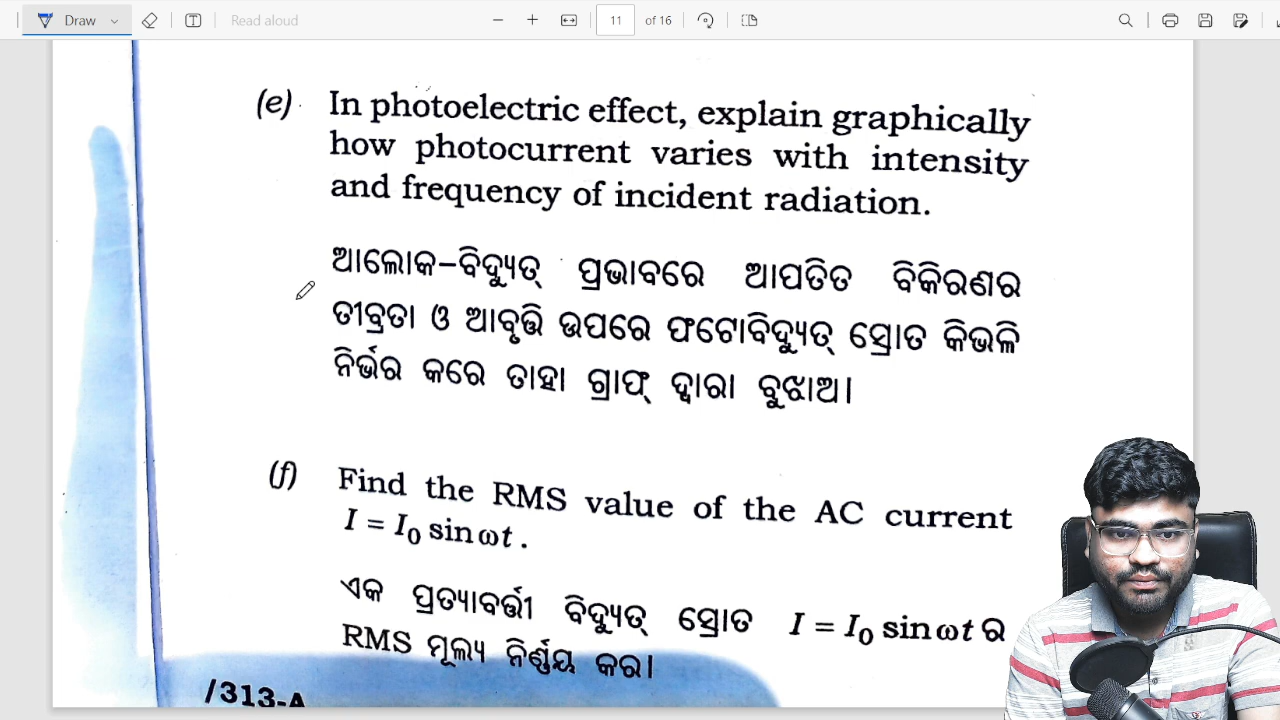 Draw
Read aloud
11 of 16
(e) In photoelectric effect, explain graphically
how photocurrent varies with intensity
and frequency of incident radiation.
ଆଲୋକ–ବିଦ୍ୟୁତ୍ ପ୍ରଭାବରେ ଆପତିତ ବିକିରଣର
ତୀବ୍ରତା ଓ ଆବୃତ୍ତି ଉପରେ ଫଟୋବିଦ୍ୟୁତ୍ ସ୍ରୋତ କିଭଳି
ନିର୍ଭର କରେ ତାହା ଗ୍ରାଫ୍ ଦ୍ୱାରା ବୁଝାଅ।
(f) Find the RMS value of the AC current
I = I₀ sin ωt .
ଏକ ପ୍ରତ୍ୟାବର୍ତ୍ତୀ ବିଦ୍ୟୁତ୍ ସ୍ରୋତ I = I₀ sin ωt ର
RMS ମୂଲ୍ୟ ନିର୍ଣ୍ଣୟ କର।
/313-A